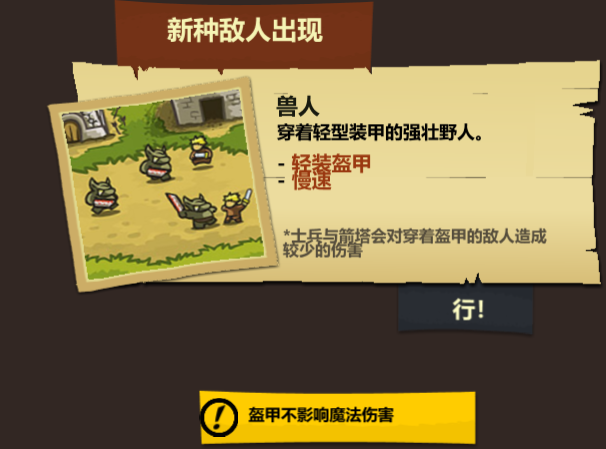 新种敌人出现
兽人
穿着轻型装甲的强壮野人。
- 轻装盔甲
- 慢速
*士兵与箭塔会对穿着盔甲的敌人造成
较少的伤害
行!
盔甲不影响魔法伤害